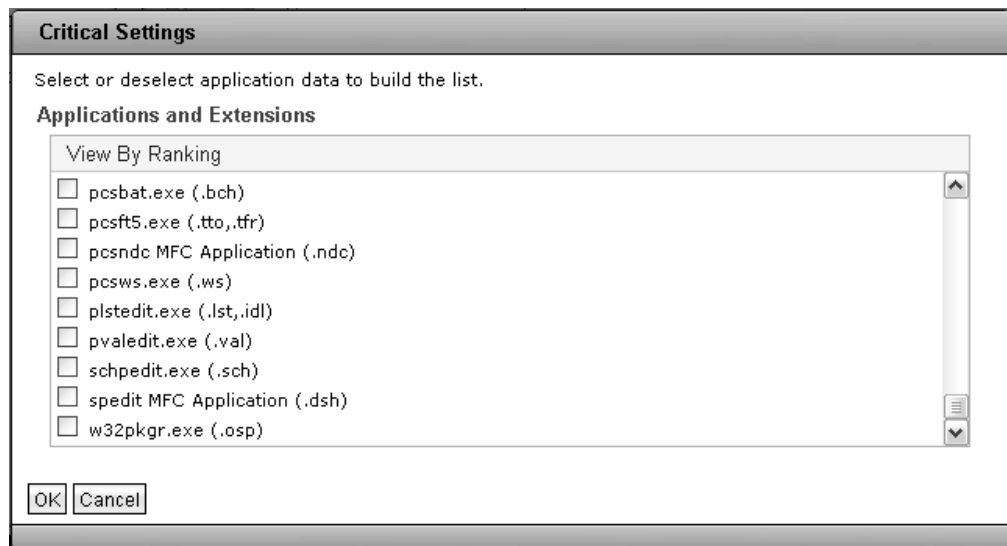 Critical Settings
Select or deselect application data to build the list.
Applications and Extensions
View By Ranking
pcsbat.exe (.bch)
pcsft5.exe (.tto,.tfr)
pcsndc MFC Application (.ndc)
pcsws.exe (.ws)
plstedit.exe (.lst,.idl)
pvaledit.exe (.val)
schpedit.exe (.sch)
spedit MFC Application (.dsh)
w32pkgr.exe (.osp)
OK Cancel